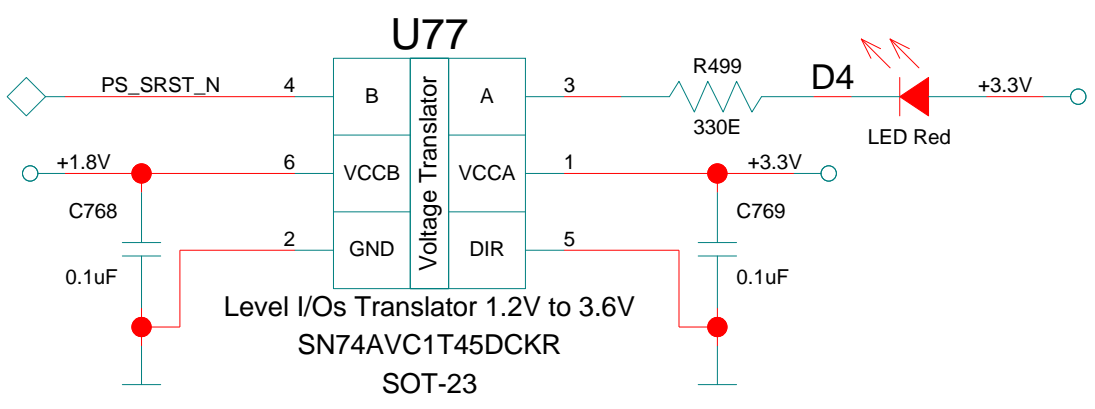 U77
PS_SRST_N 4 B A 3 R499 330E D4 LED Red +3.3V
+1.8V 6 VCCB VCCA 1 +3.3V
Voltage Translator
C768 0.1uF 2 GND DIR 5 C769 0.1uF
Level I/Os Translator 1.2V to 3.6V
SN74AVC1T45DCKR
SOT-23